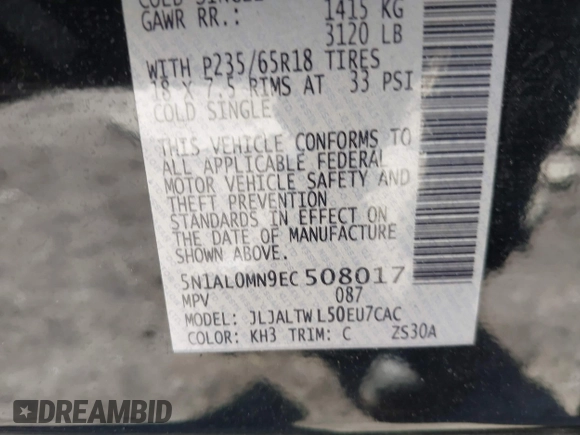 GAWR RR.: 1415 KG
3120 LB
WITH P235/65R18 TIRES
18 X 7.5 RIMS AT 33 PSI
COLD SINGLE
THIS VEHICLE CONFORMS TO
ALL APPLICABLE FEDERAL
MOTOR VEHICLE SAFETY AND
THEFT PREVENTION
STANDARDS IN EFFECT ON
THE DATE OF MANUFACTURE
SHOWN ABOVE.
5N1AL0MN9EC508017
MPV 087
MODEL: JLJALTWL50EU7CAC
COLOR: KH3 TRIM: C ZS30A
DREAMBID